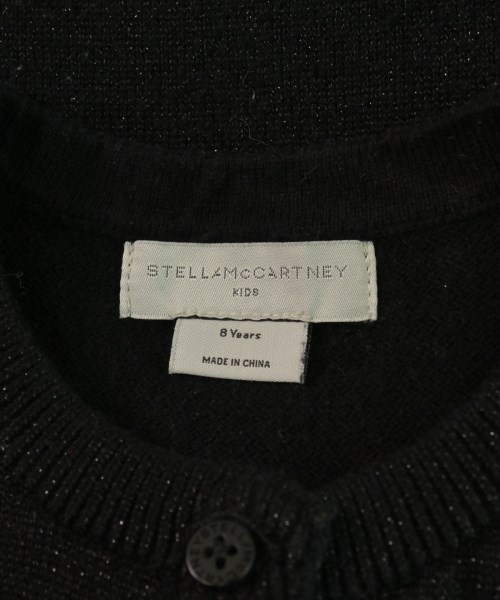 STELLAMCCARTNEY
KIDS
8 Years
MADE IN CHINA